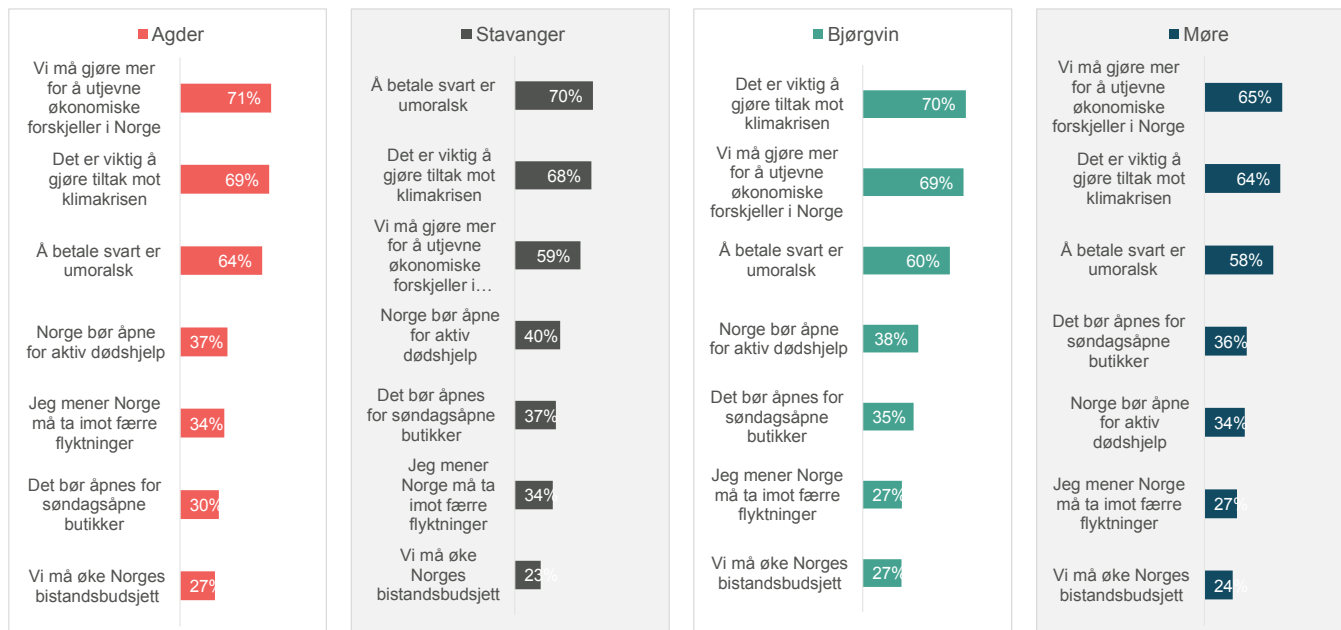 Agder
Vi må gjøre mer
for å utjevne
økonomiske
forskjeller i Norge
71%
Det er viktig å
gjøre tiltak mot
klimakrisen
69%
Å betale svart er
umoralsk
64%
Norge bør åpne
for aktiv dødshjelp
37%
Jeg mener Norge
må ta imot færre
flyktninger
34%
Det bør åpnes for
søndagsåpne
butikker
30%
Vi må øke Norges
bistandsbudsjett
27%
Stavanger
Å betale svart er
umoralsk
70%
Det er viktig å
gjøre tiltak mot
klimakrisen
68%
Vi må gjøre mer
for å utjevne
økonomiske
forskjeller i…
59%
Norge bør åpne
for aktiv
dødshjelp
40%
Det bør åpnes
for søndagsåpne
butikker
37%
Jeg mener
Norge må ta
imot færre
flyktninger
34%
Vi må øke
Norges
bistandsbudsjett
23%
Bjørgvin
Det er viktig å
gjøre tiltak mot
klimakrisen
70%
Vi må gjøre mer
for å utjevne
økonomiske
forskjeller i Norge
69%
Å betale svart er
umoralsk
60%
Norge bør åpne
for aktiv dødshjelp
38%
Det bør åpnes for
søndagsåpne
butikker
35%
Jeg mener Norge
må ta imot færre
flyktninger
27%
Vi må øke Norges
bistandsbudsjett
27%
Møre
Vi må gjøre mer
for å utjevne
økonomiske
forskjeller i Norge
65%
Det er viktig å
gjøre tiltak mot
klimakrisen
64%
Å betale svart er
umoralsk
58%
Det bør åpnes for
søndagsåpne
butikker
36%
Norge bør åpne
for aktiv
dødshjelp
34%
Jeg mener Norge
må ta imot færre
flyktninger
27%
Vi må øke Norges
bistandsbudsjett
24%